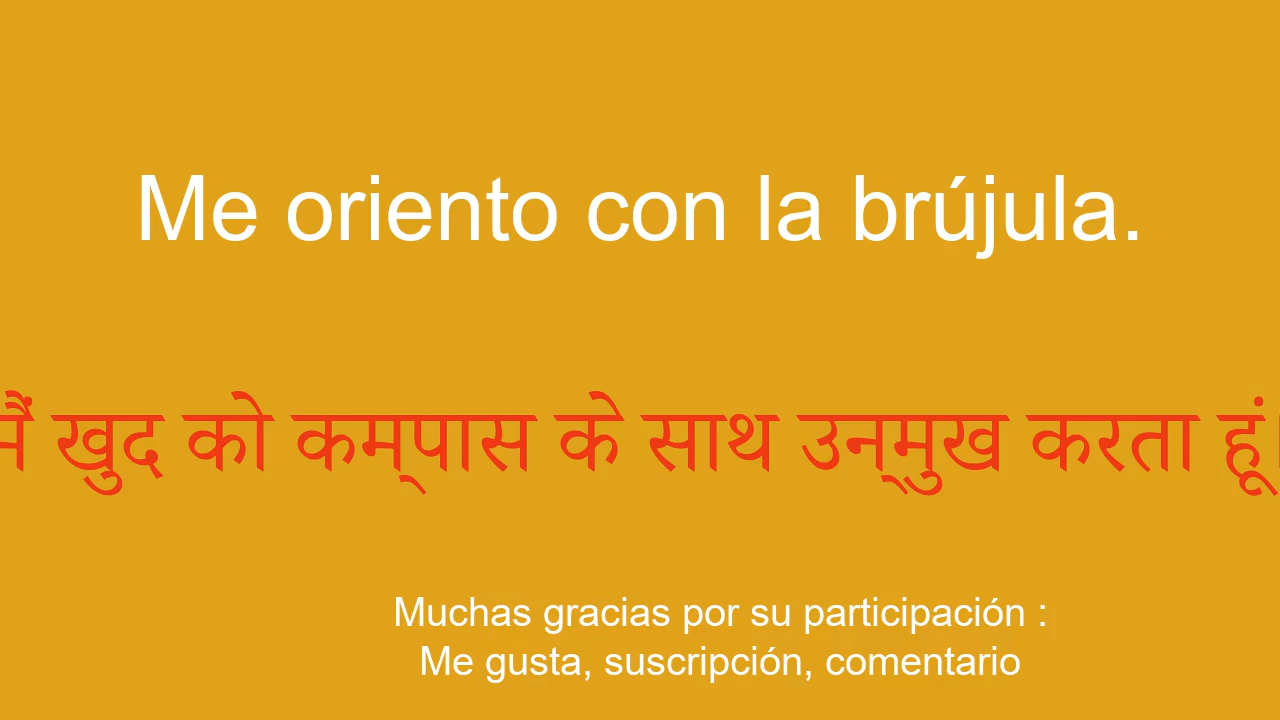 Me oriento con la brújula.
मैं खुद को कम्पास के साथ उन्मुख करता हूं।
Muchas gracias por su participación :
Me gusta, suscripción, comentario